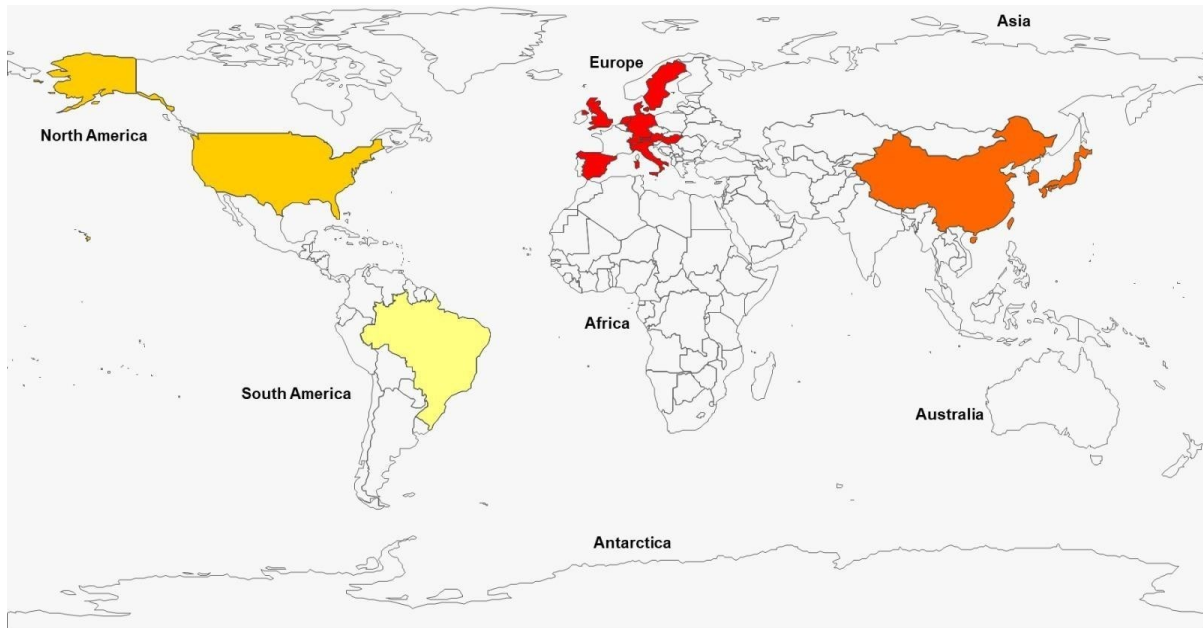 Asia
Europe
North America
Africa
South America
Australia
Antarctica